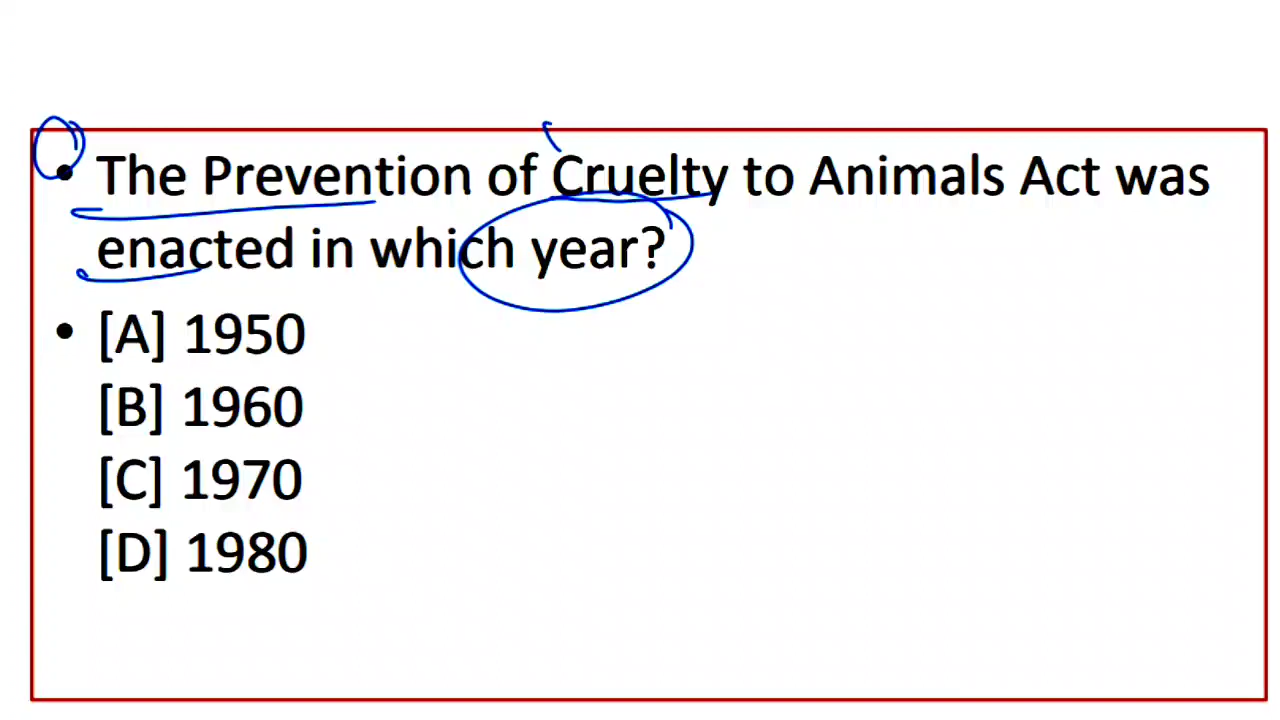 • The Prevention of Cruelty to Animals Act was
enacted in which year?
• [A] 1950
[B] 1960
[C] 1970
[D] 1980